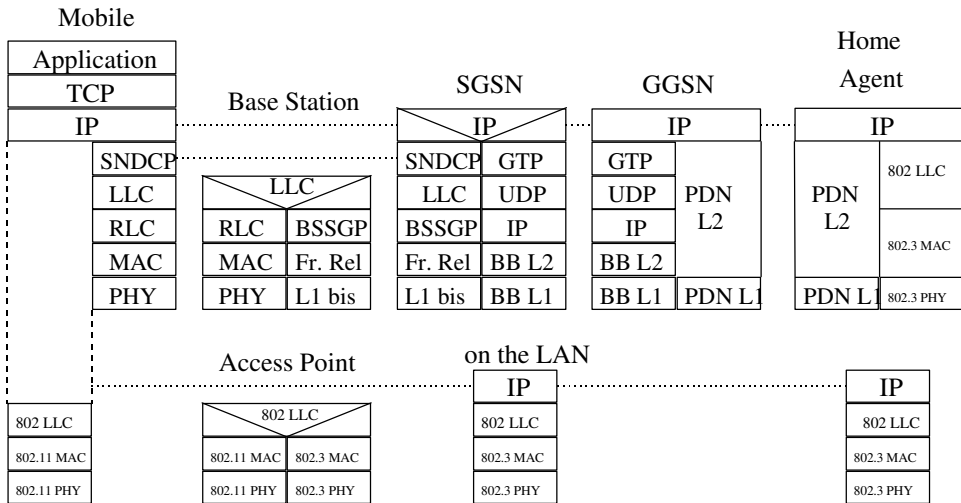 Mobile
Home
Agent
Application
TCP
Base Station
SGSN
GGSN
IP
IP
IP
IP
SNDCP
SNDCP
GTP
GTP
802 LLC
LLC
LLC
LLC
UDP
UDP
PDN
L2
PDN
L2
RLC
RLC
BSSGP
BSSGP
IP
IP
802.3 MAC
MAC
MAC
Fr. Rel
Fr. Rel
BB L2
BB L2
PHY
PHY
L1 bis
L1 bis
BB L1
BB L1
PDN L1
PDN L1
802.3 PHY
Access Point
on the LAN
IP
IP
802 LLC
802 LLC
802 LLC
802 LLC
802.11 MAC
802.11 MAC
802.3 MAC
802.3 MAC
802.3 MAC
802.11 PHY
802.11 PHY
802.3 PHY
802.3 PHY
802.3 PHY